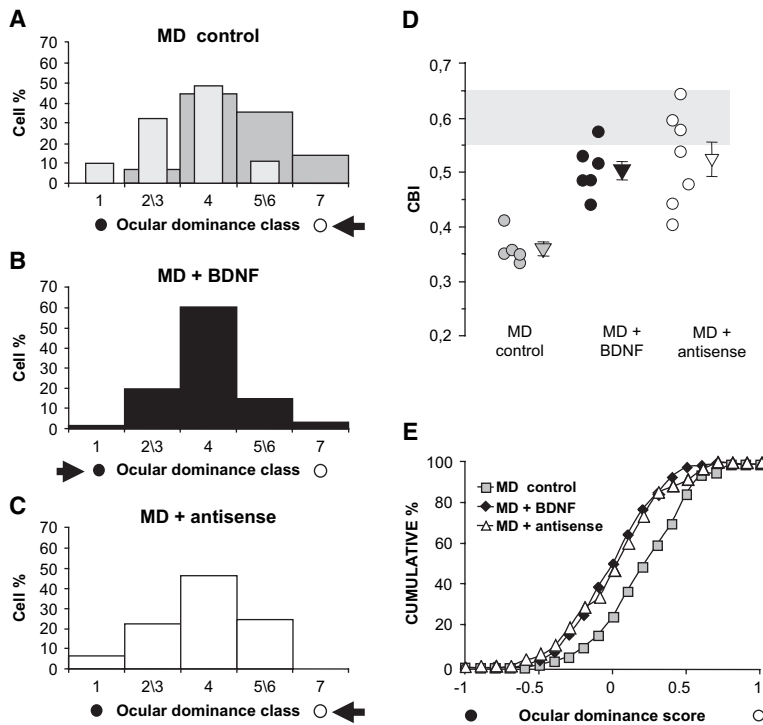 A
MD control
Cell %
70
60
50
40
30
20
10
0
1 2\3 4 5\6 7
Ocular dominance class
B
MD + BDNF
Cell %
70
60
50
40
30
20
10
0
1 2\3 4 5\6 7
Ocular dominance class
C
MD + antisense
Cell %
70
60
50
40
30
20
10
0
1 2\3 4 5\6 7
Ocular dominance class
D
CBI
0,7
0,6
0,5
0,4
0,3
0,2
MD
control
MD +
BDNF
MD +
antisense
E
CUMULATIVE %
100
80
60
40
20
0
MD control
MD + BDNF
MD + antisense
-1 -0.5 0 0.5 1
Ocular dominance score